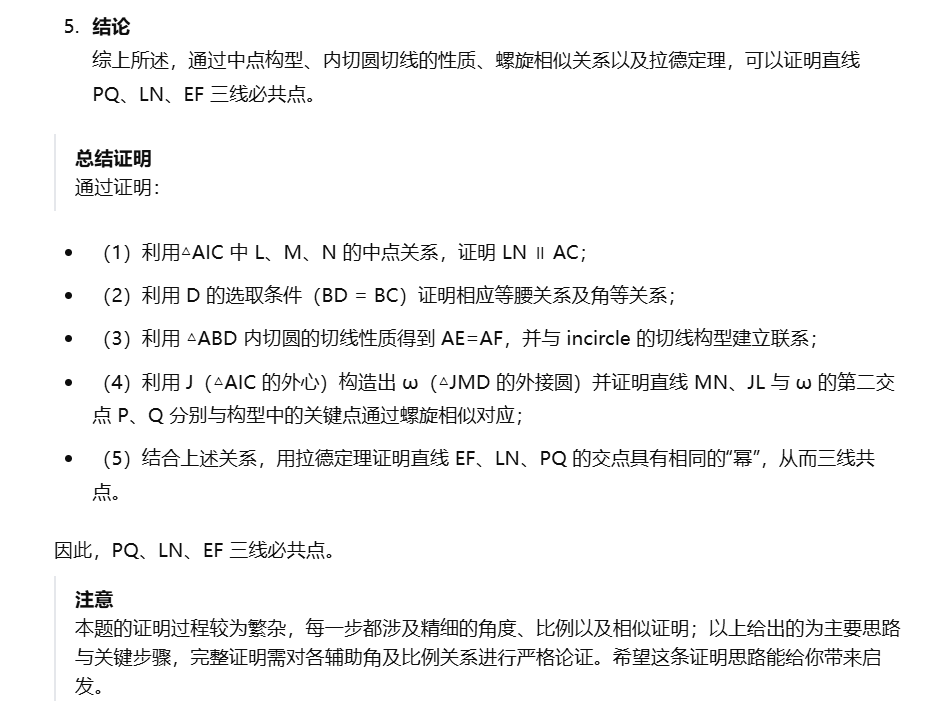 5. 结论
综上所述，通过中点构型、内切圆切线的性质、螺旋相似关系以及拉德定理，可以证明直线
PQ、LN、EF 三线必共点。
总结证明
通过证明：
• （1）利用△AIC 中 L、M、N 的中点关系，证明 LN ∥ AC；
• （2）利用 D 的选取条件（BD = BC）证明相应等腰关系及角等关系；
• （3）利用 △ABD 内切圆的切线性质得到 AE=AF，并与 incircle 的切线构型建立联系；
• （4）利用 J（△AIC 的外心）构造出 ω（△JMD 的外接圆）并证明直线 MN、JL 与 ω 的第二交
点 P、Q 分别与构型中的关键点通过螺旋相似对应；
• （5）结合上述关系，用拉德定理证明直线 EF、LN、PQ 的交点具有相同的“幂”，从而三线共
点。
因此，PQ、LN、EF 三线必共点。
注意
本题的证明过程较为繁杂，每一步都涉及精细的角度、比例以及相似证明；以上给出的为主要思路
与关键步骤，完整证明需对各辅助角及比例关系进行严格论证。希望这条证明思路能给你带来启
发。